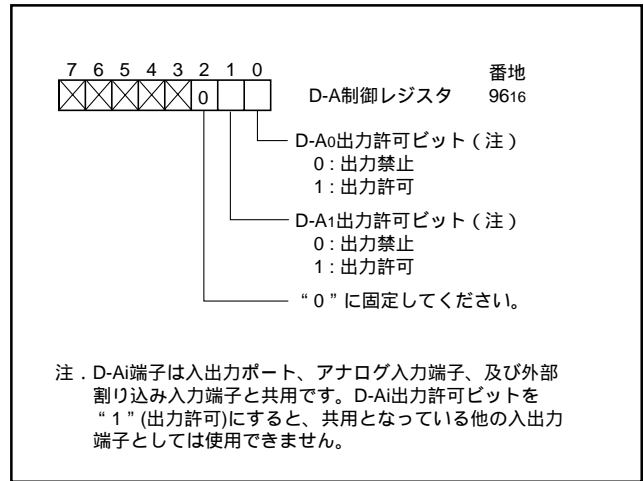 7 6 5 4 3 2 1 0 番地
0 D-A制御レジスタ 9616
D-A0出力許可ビット(注)
0:出力禁止
1:出力許可
D-A1出力許可ビット(注)
0:出力禁止
1:出力許可
“0”に固定してください。
注.D-Ai端子は入出力ポート、アナログ入力端子、及び外部
割り込み入力端子と共用です。D-Ai出力許可ビットを
“1”(出力許可)にすると、共用となっている他の入出力
端子としては使用できません。